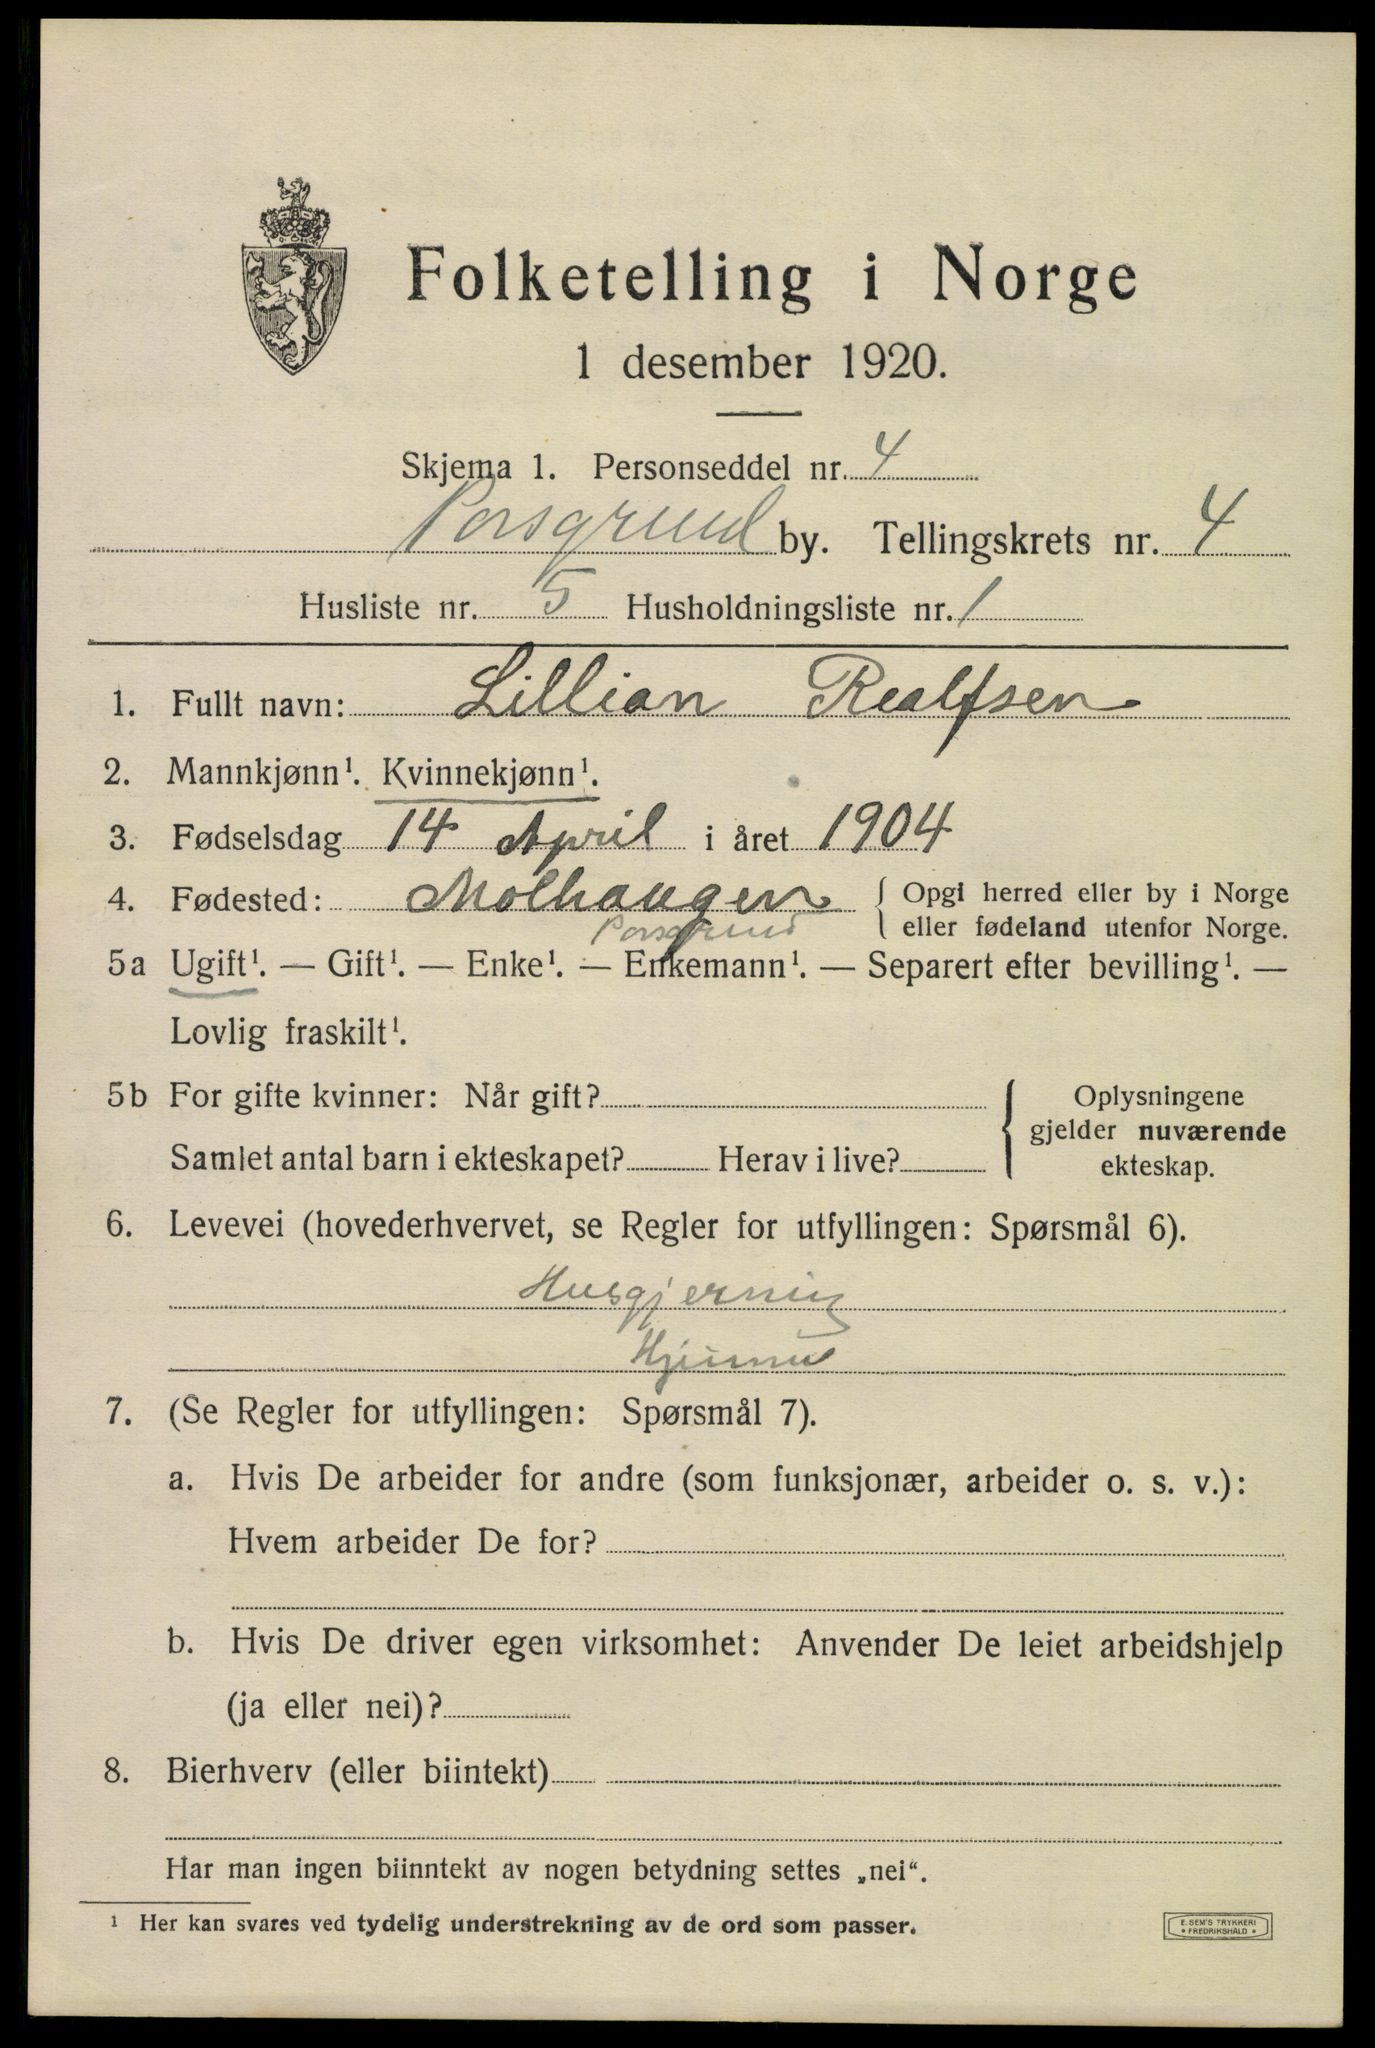 Folketelling i Norge
1 desember 1920.
Skjema 1. Personseddel nr. 4
Porsgrund by. Tellingskrets nr. 4
Husliste nr. 5 Husholdningsliste nr. 1
1. Fullt navn: Lillian Realfsen
2. Mannkjønn¹. Kvinnekjønn¹.
3. Fødselsdag 14 April i året 1904
4. Fødested: Molhaugen { Opgi herred eller by i Norge
eller fødeland utenfor Norge.
Porsgrund
5a Ugift¹. — Gift¹. — Enke¹. — Enkemann¹. — Separert efter bevilling¹. —
Lovlig fraskilt¹.
5b For gifte kvinner: Når gift? { Oplysningene
gjelder nuværende
Samlet antal barn i ekteskapet? Herav i live?
ekteskap.
6. Levevei (hovederhvervet, se Regler for utfyllingen: Spørsmål 6).
Husgjerning
Hjemme
7. (Se Regler for utfyllingen: Spørsmål 7).
a. Hvis De arbeider for andre (som funksjonær, arbeider o. s. v.):
Hvem arbeider De for?
b. Hvis De driver egen virksomhet: Anvender De leiet arbeidshjelp
(ja eller nei)?
8. Bierhverv (eller biintekt)
Har man ingen biinntekt av nogen betydning settes „nei“.
¹ Her kan svares ved tydelig understrekning av de ord som passer.
E. SEM'S TRYKKERI
• FREDRIKSHALD •